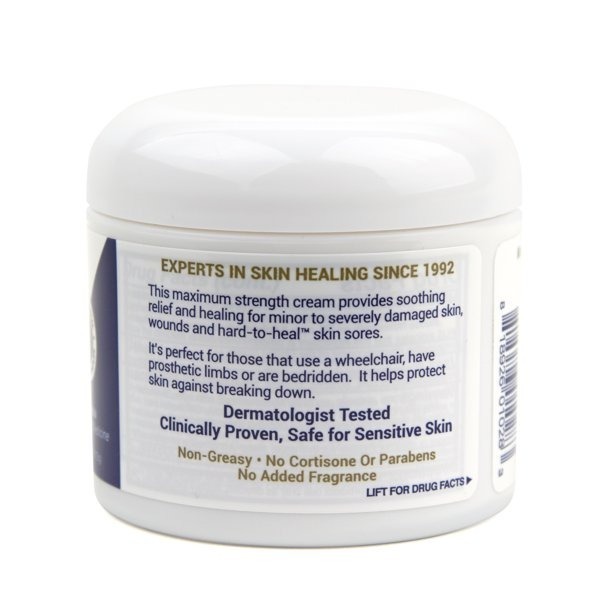 EXPERTS IN SKIN HEALING SINCE 1992
This maximum strength cream provides soothing
relief and healing for minor to severely damaged skin,
wounds and hard-to-heal™ skin sores.
It's perfect for those that use a wheelchair, have
prosthetic limbs or are bedridden. It helps protect
skin against breaking down.
Dermatologist Tested
Clinically Proven, Safe for Sensitive Skin
Non-Greasy • No Cortisone Or Parabens
No Added Fragrance
LIFT FOR DRUG FACTS